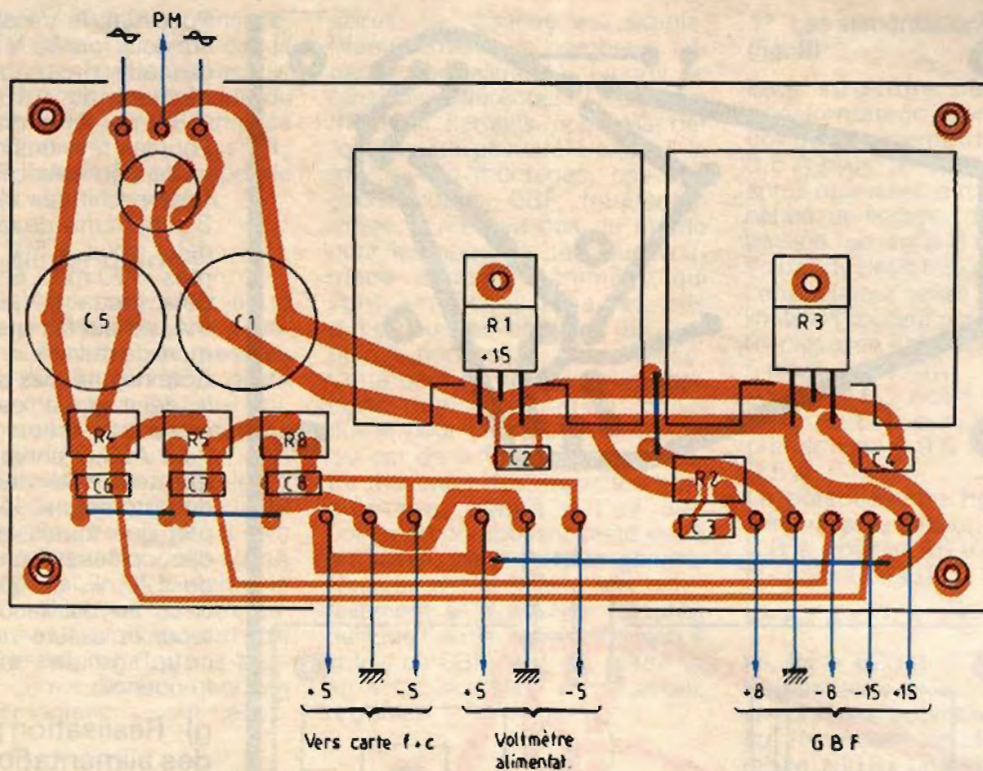 PM
P
C5
C1
R1
+15
R3
R4
R5
R8
C2
C4
C6
C7
C8
R2
C3
+5
-5
+5
-5
+8
-8
-15
+15
Vers carte f+c
Voltmètre
alimentat.
GBF